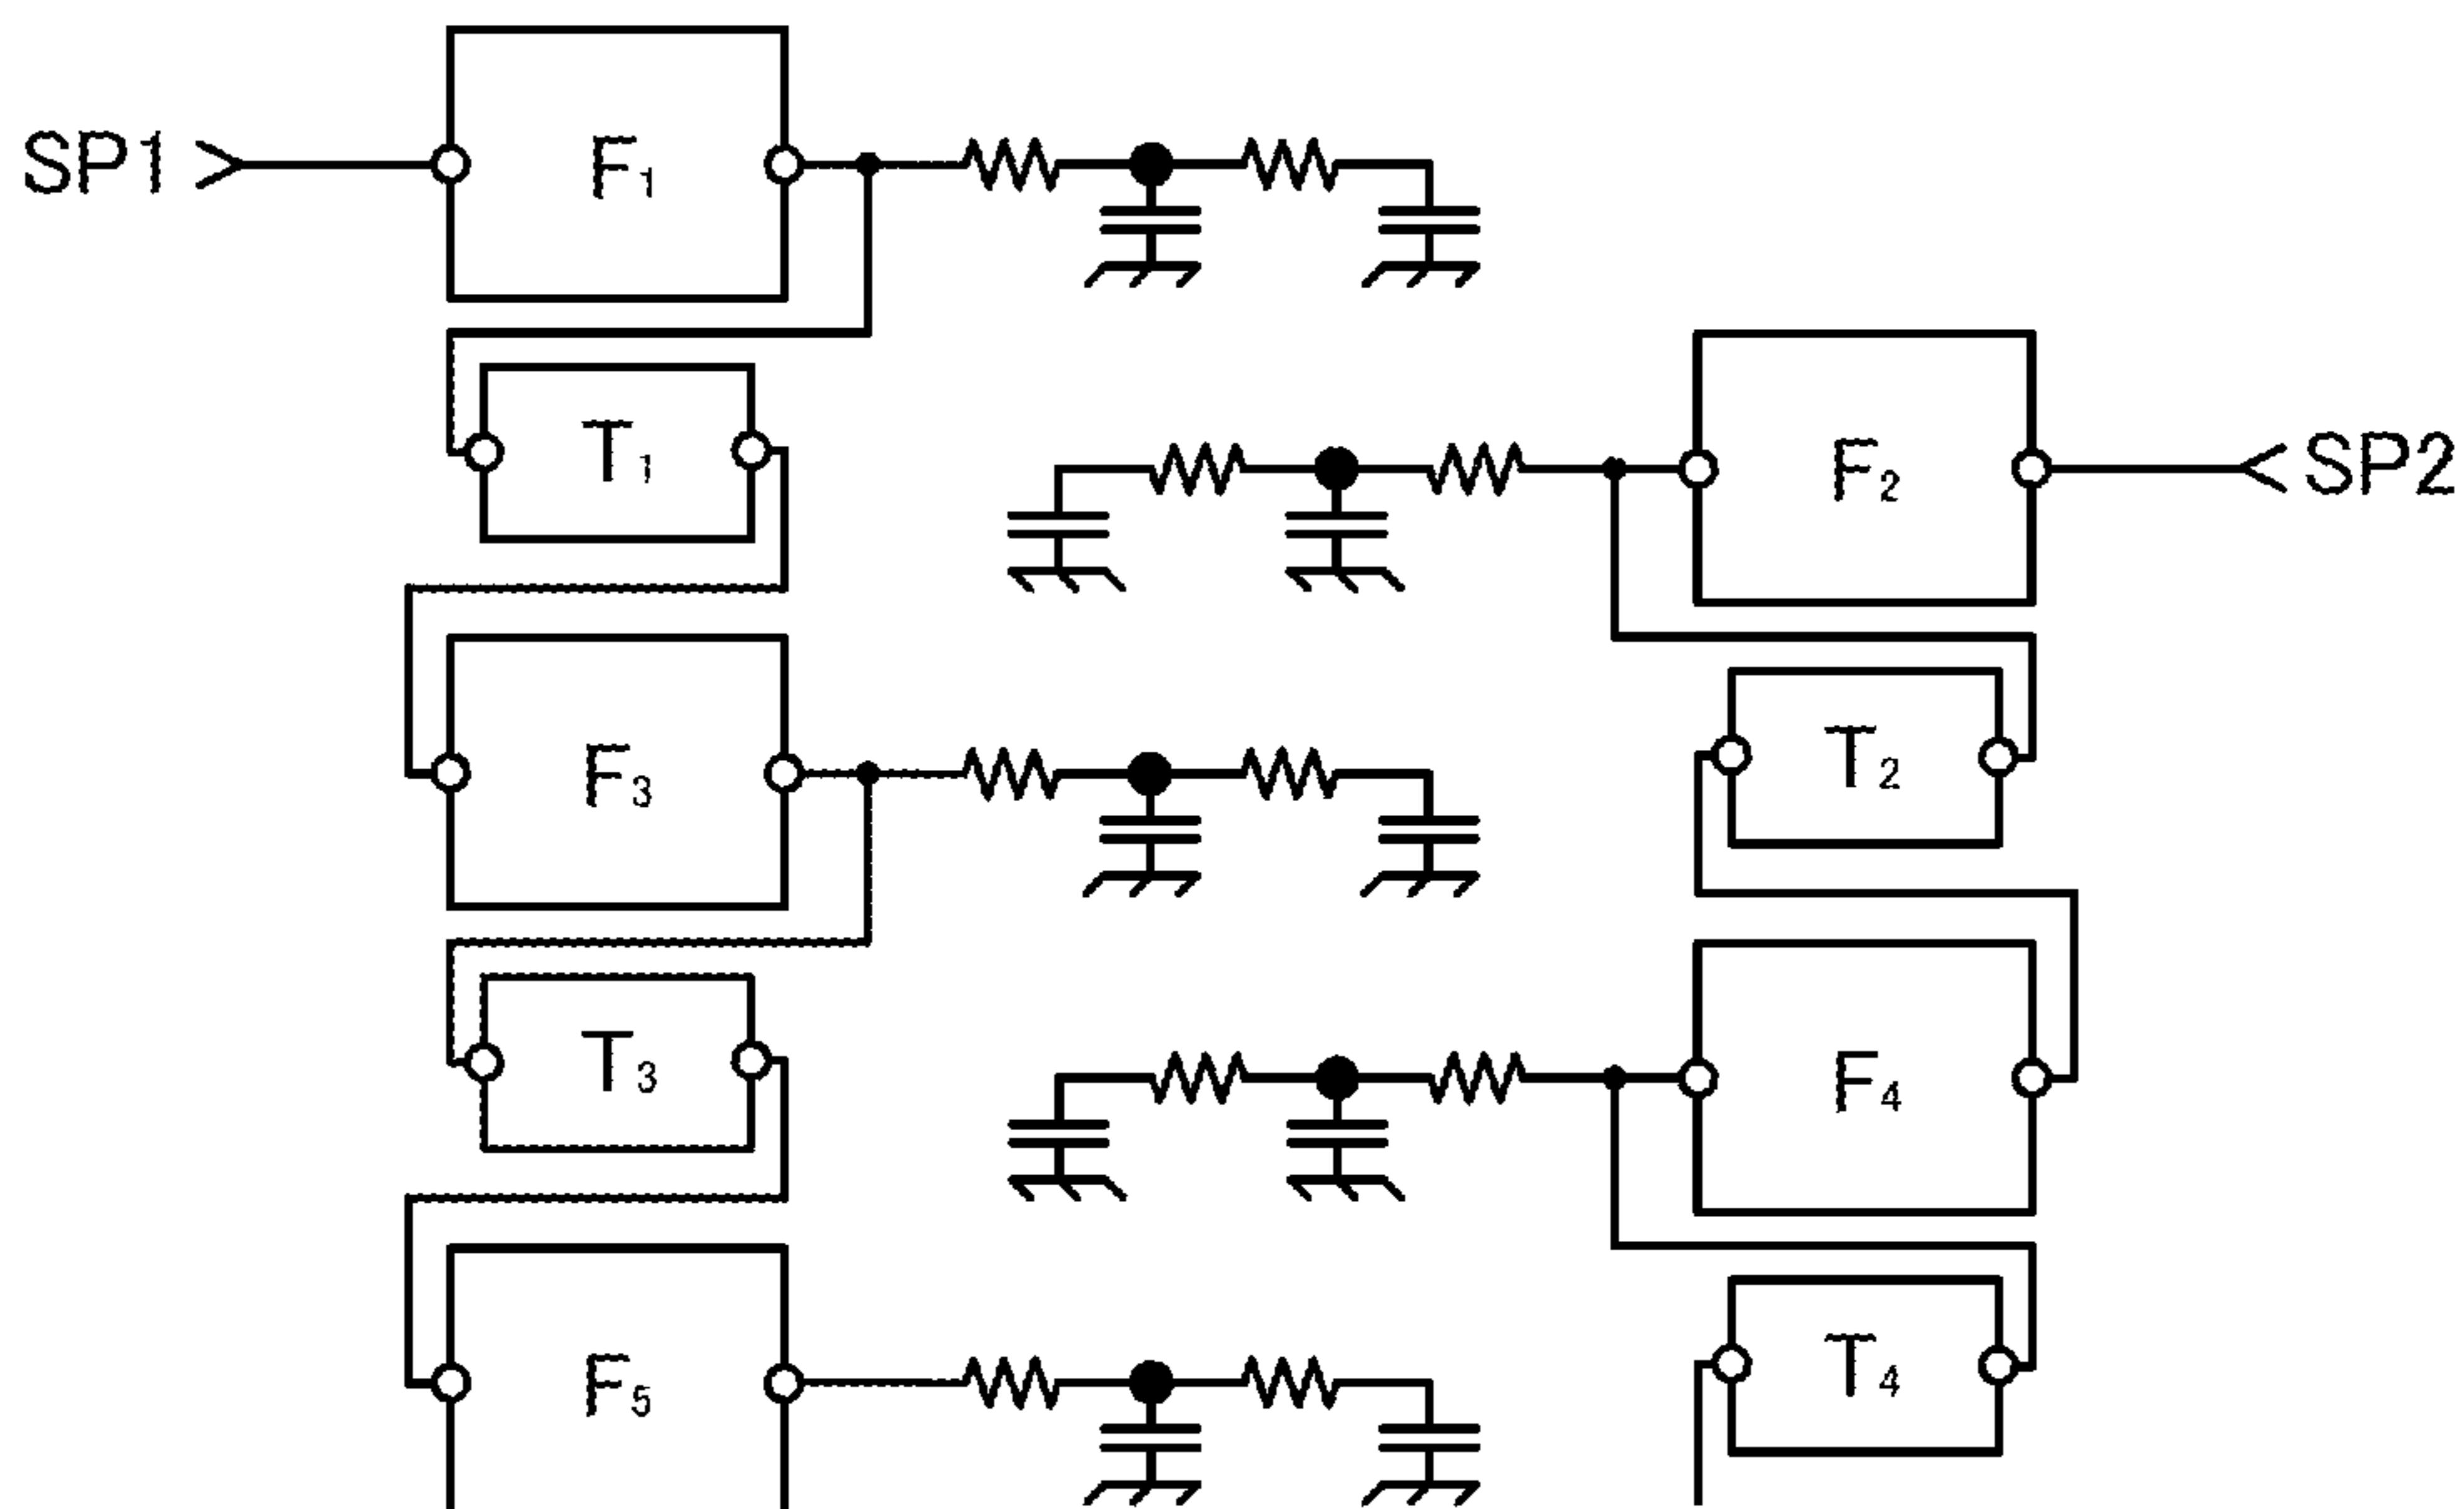 SP1
F₁
T₁
F₂
SP2
F₃
T₂
T₃
F₄
F₅
T₄